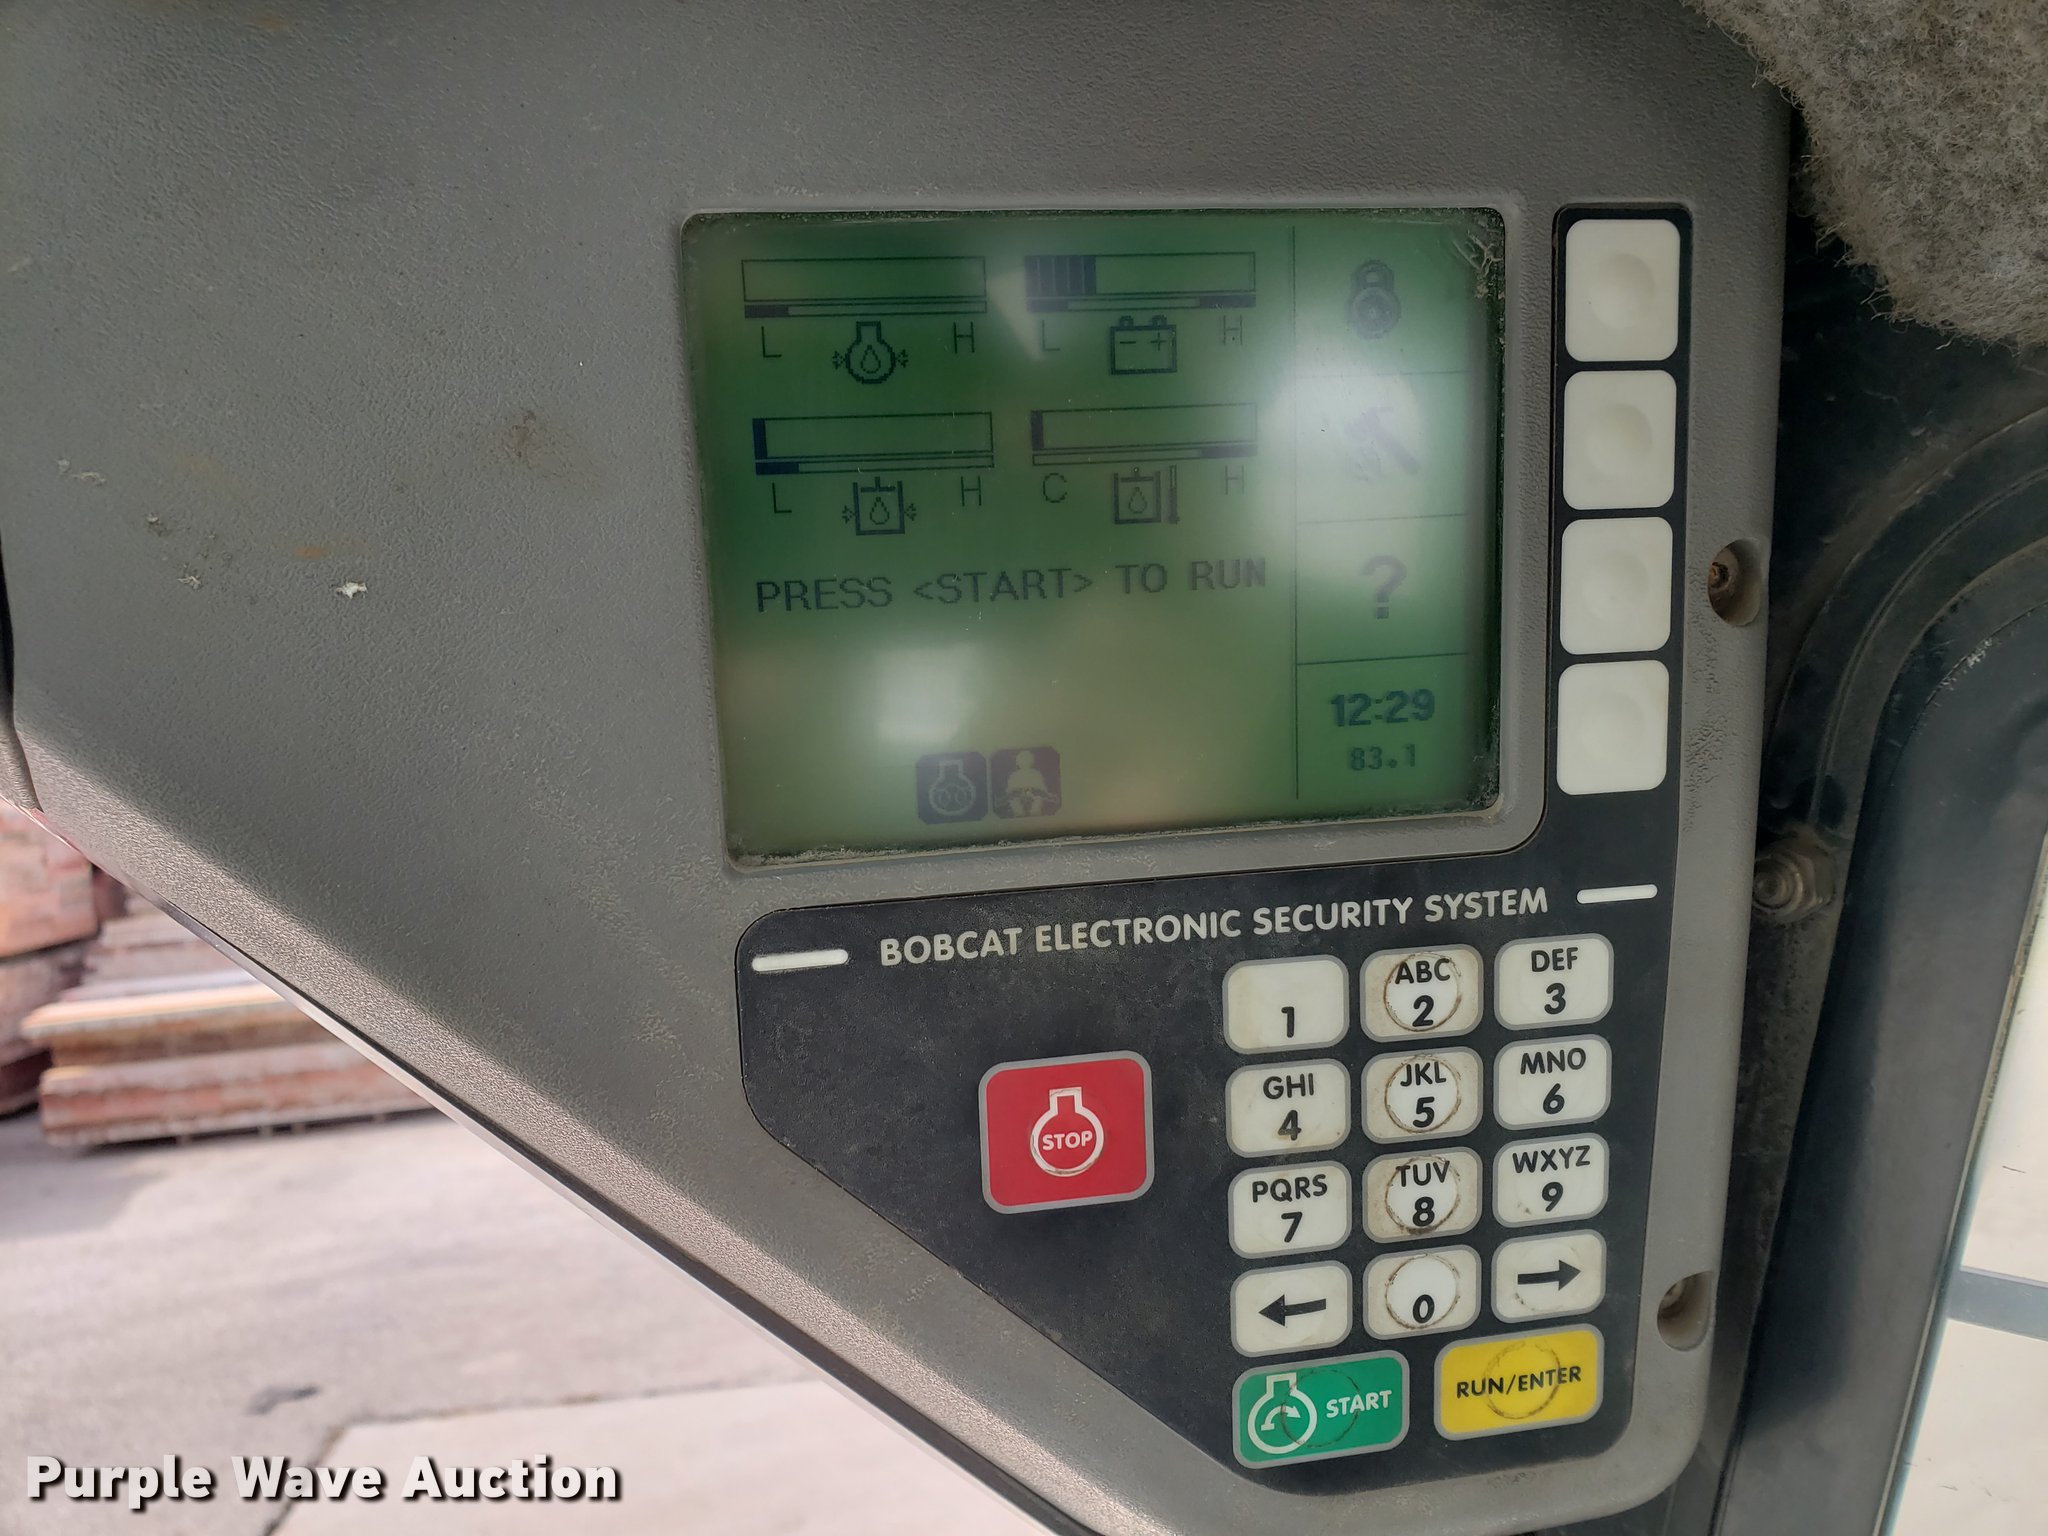 L H
L H
L H
C H
PRESS <START> TO RUN
?
12:29
83.1
BOBCAT ELECTRONIC SECURITY SYSTEM
STOP
1
ABC
2
DEF
3
GHI
4
JKL
5
MNO
6
PQRS
7
TUV
8
WXYZ
9
←
0
→
START
RUN/ENTER
Purple Wave Auction